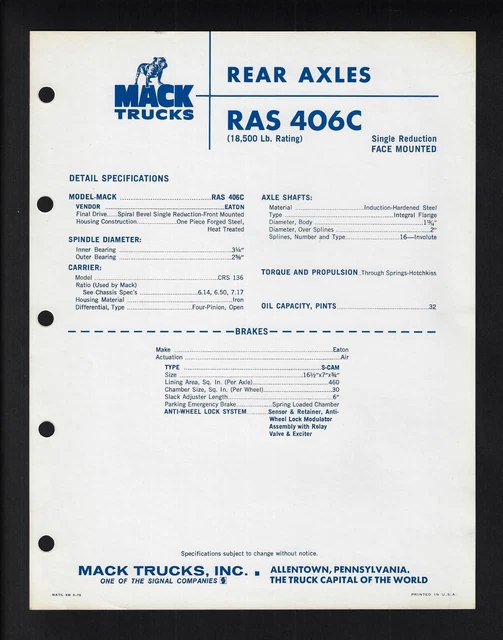 MACK
TRUCKS
REAR AXLES
RAS 406C
(18,500 Lb. Rating)
Single Reduction
FACE MOUNTED
DETAIL SPECIFICATIONS
MODEL-MACK RAS 406C
VENDOR EATON
Final Drive Spiral Bevel Single Reduction-Front Mounted
Housing Construction One Piece Forged Steel,
Heat Treated
SPINDLE DIAMETER:
Inner Bearing 3¼"
Outer Bearing
CARRIER:
Model CRS 136
Ratio (Used by Mack)
See Chassis Spec's 6.14, 6.50, 7.17
Housing Material Iron
Differential, Type Four-Pinion, Open
AXLE SHAFTS:
Material Induction-Hardened Steel
Type Integral Flange
Diameter, Body
Diameter, Over Splines 2"
Splines, Number and Type 16—Involute
TORQUE AND PROPULSION Through Springs-Hotchkiss
OIL CAPACITY, PINTS 32
BRAKES
Make Eaton
Actuation Air
TYPE S-CAM
Size 16½"x7"x¾"
Lining Area, Sq. In. (Per Axle) 460
Chamber Size, Sq. In. (Per Wheel) 30
Slack Adjuster Length 6"
Parking Emergency Brake Spring Loaded Chamber
ANTI-WHEEL LOCK SYSTEM Sensor & Retainer, Anti-
Wheel Lock Modulator
Assembly with Relay
Valve & Exciter
Specifications subject to change without notice.
MACK TRUCKS, INC. ■ ALLENTOWN, PENNSYLVANIA.
ONE OF THE SIGNAL COMPANIES THE TRUCK CAPITAL OF THE WORLD
PRINTED IN U.S.A.